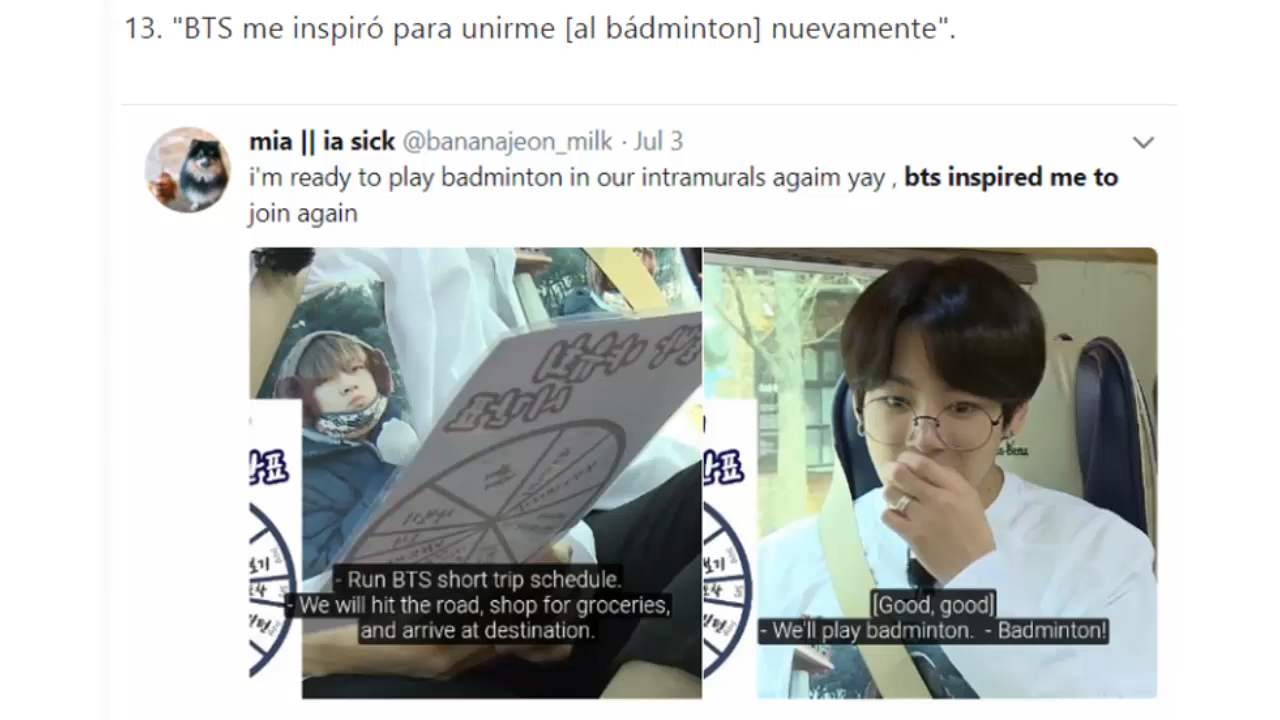 13. "BTS me inspiró para unirme [al bádminton] nuevamente".
mia || ia sick @bananajeon_milk · Jul 3
i'm ready to play badminton in our intramurals agaim yay , bts inspired me to
join again
- Run BTS short trip schedule.
- We will hit the road, shop for groceries,
and arrive at destination.
[Good, good]
- We'll play badminton. - Badminton!